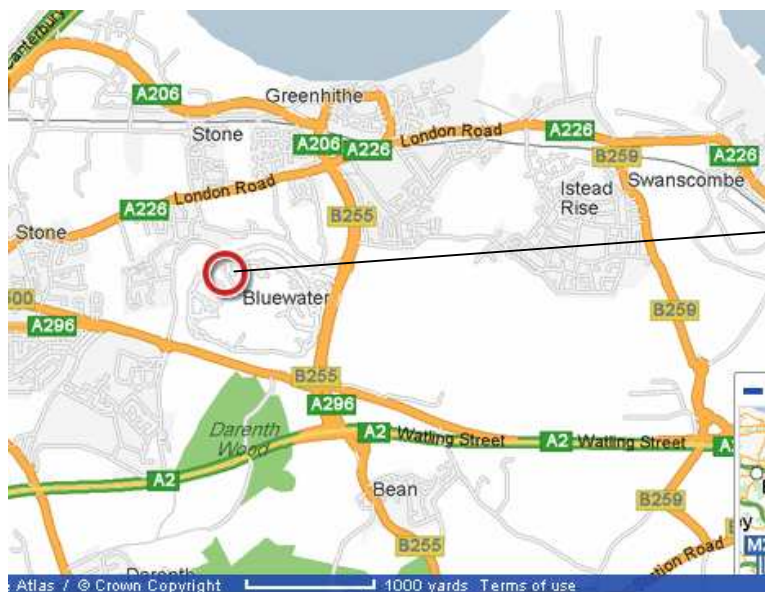 Canterbury
A206
Greenhithe
Stone
A206
A226
London Road
A226
B259
A226
Istead
Rise
Swanscombe
London Road
A226
B255
Stone
Bluewater
A296
B259
B255
A296
Darenth
Wood
A2
Watling Street
A2
Watling Street
A2
Bean
B259
B255
Darenth
Atlas / © Crown Copyright
1000 yards
Terms of use